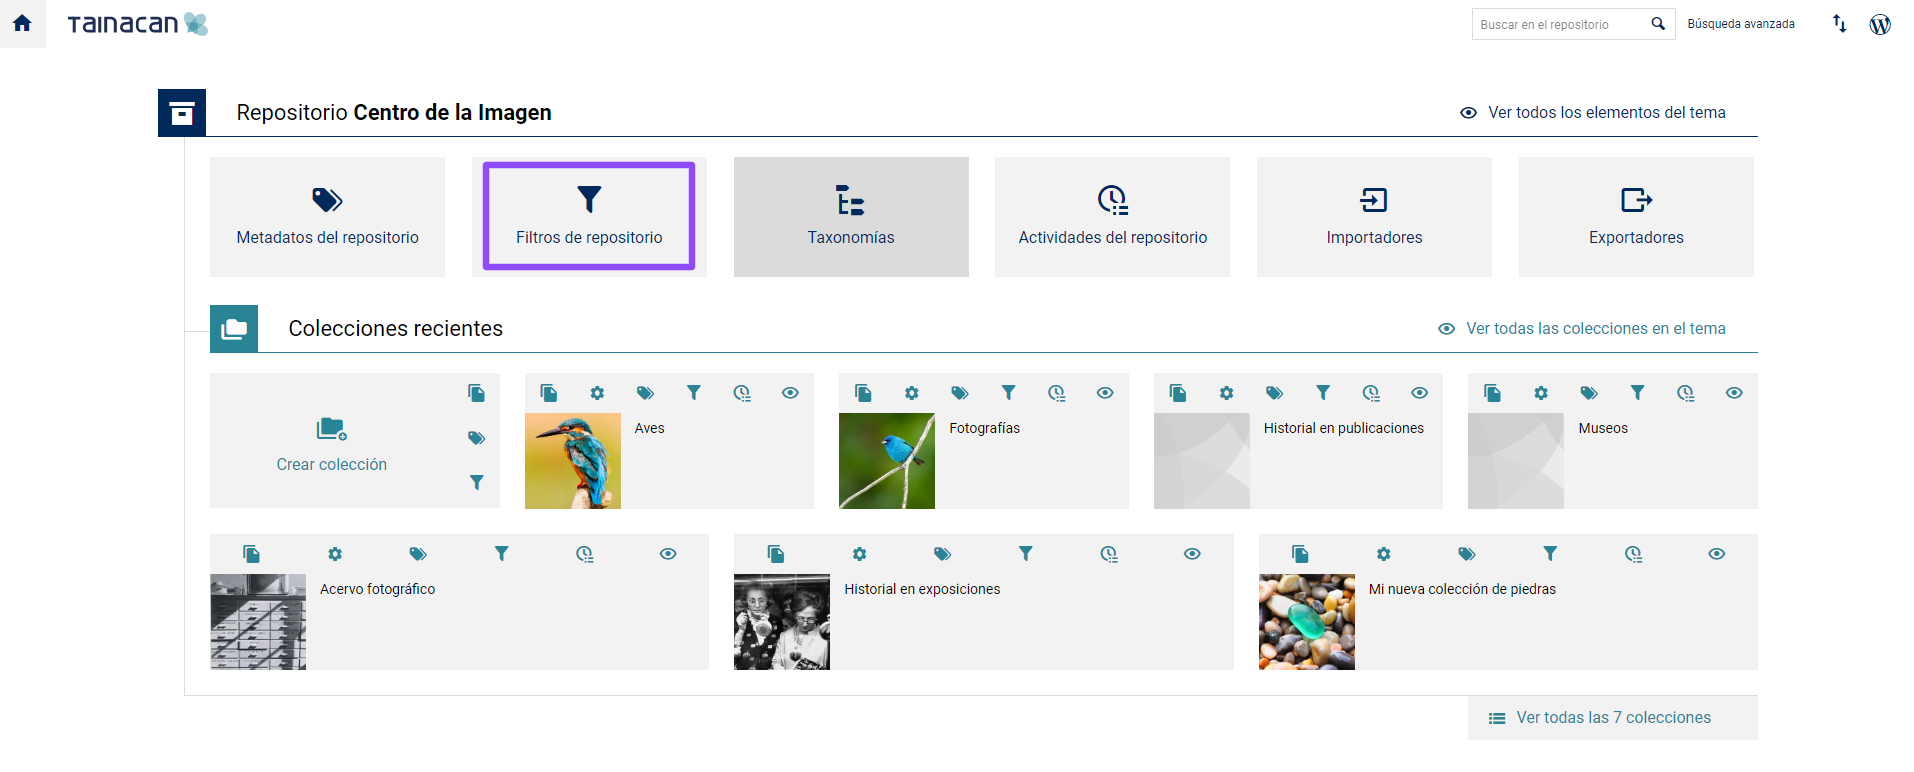 TAINACAN
Buscar en el repositorio
Búsqueda avanzada
Repositorio Centro de la Imagen
Ver todos los elementos del tema
Metadatos del repositorio
Filtros de repositorio
Taxonomías
Actividades del repositorio
Importadores
Exportadores
Colecciones recientes
Ver todas las colecciones en el tema
Crear colección
Aves
Fotografías
Historial en publicaciones
Museos
Acervo fotográfico
Historial en exposiciones
Mi nueva colección de piedras
Ver todas las 7 colecciones